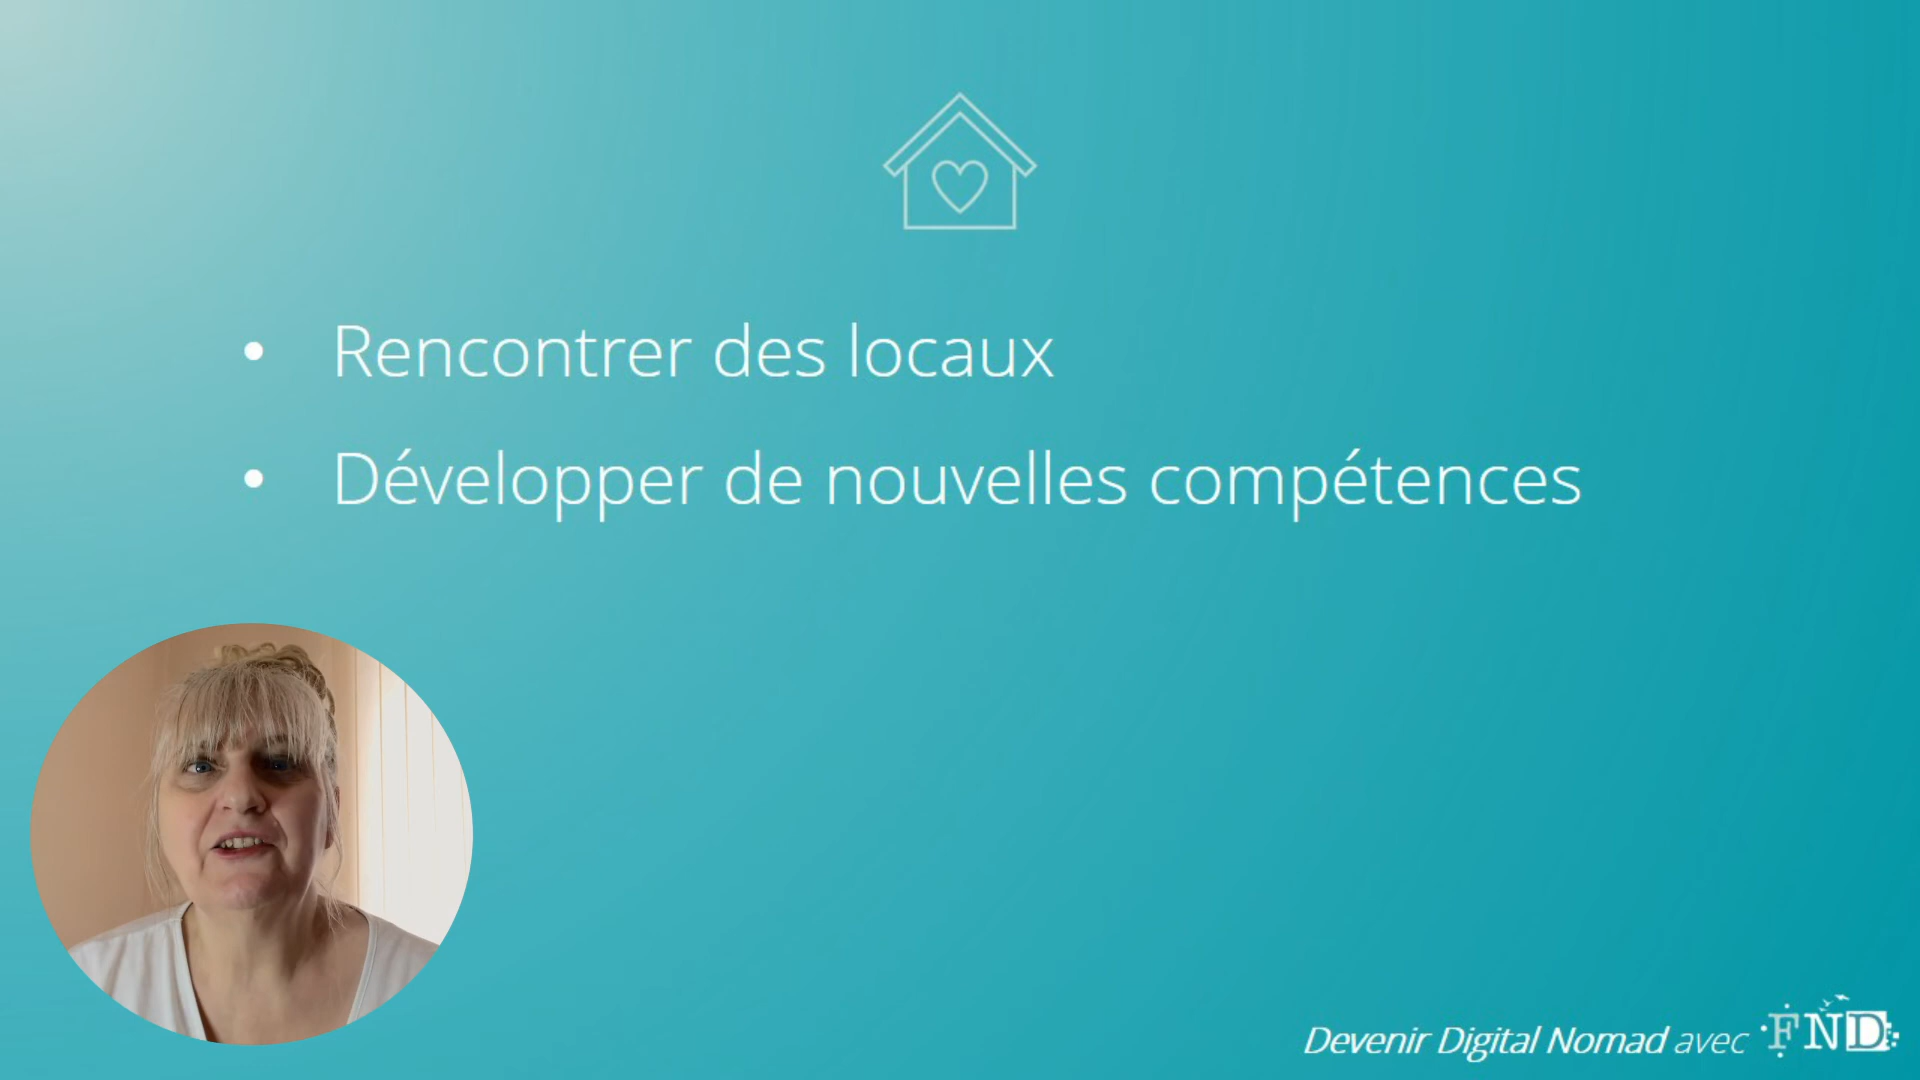 • Rencontrer des locaux
• Développer de nouvelles compétences
Devenir Digital Nomad avec FND